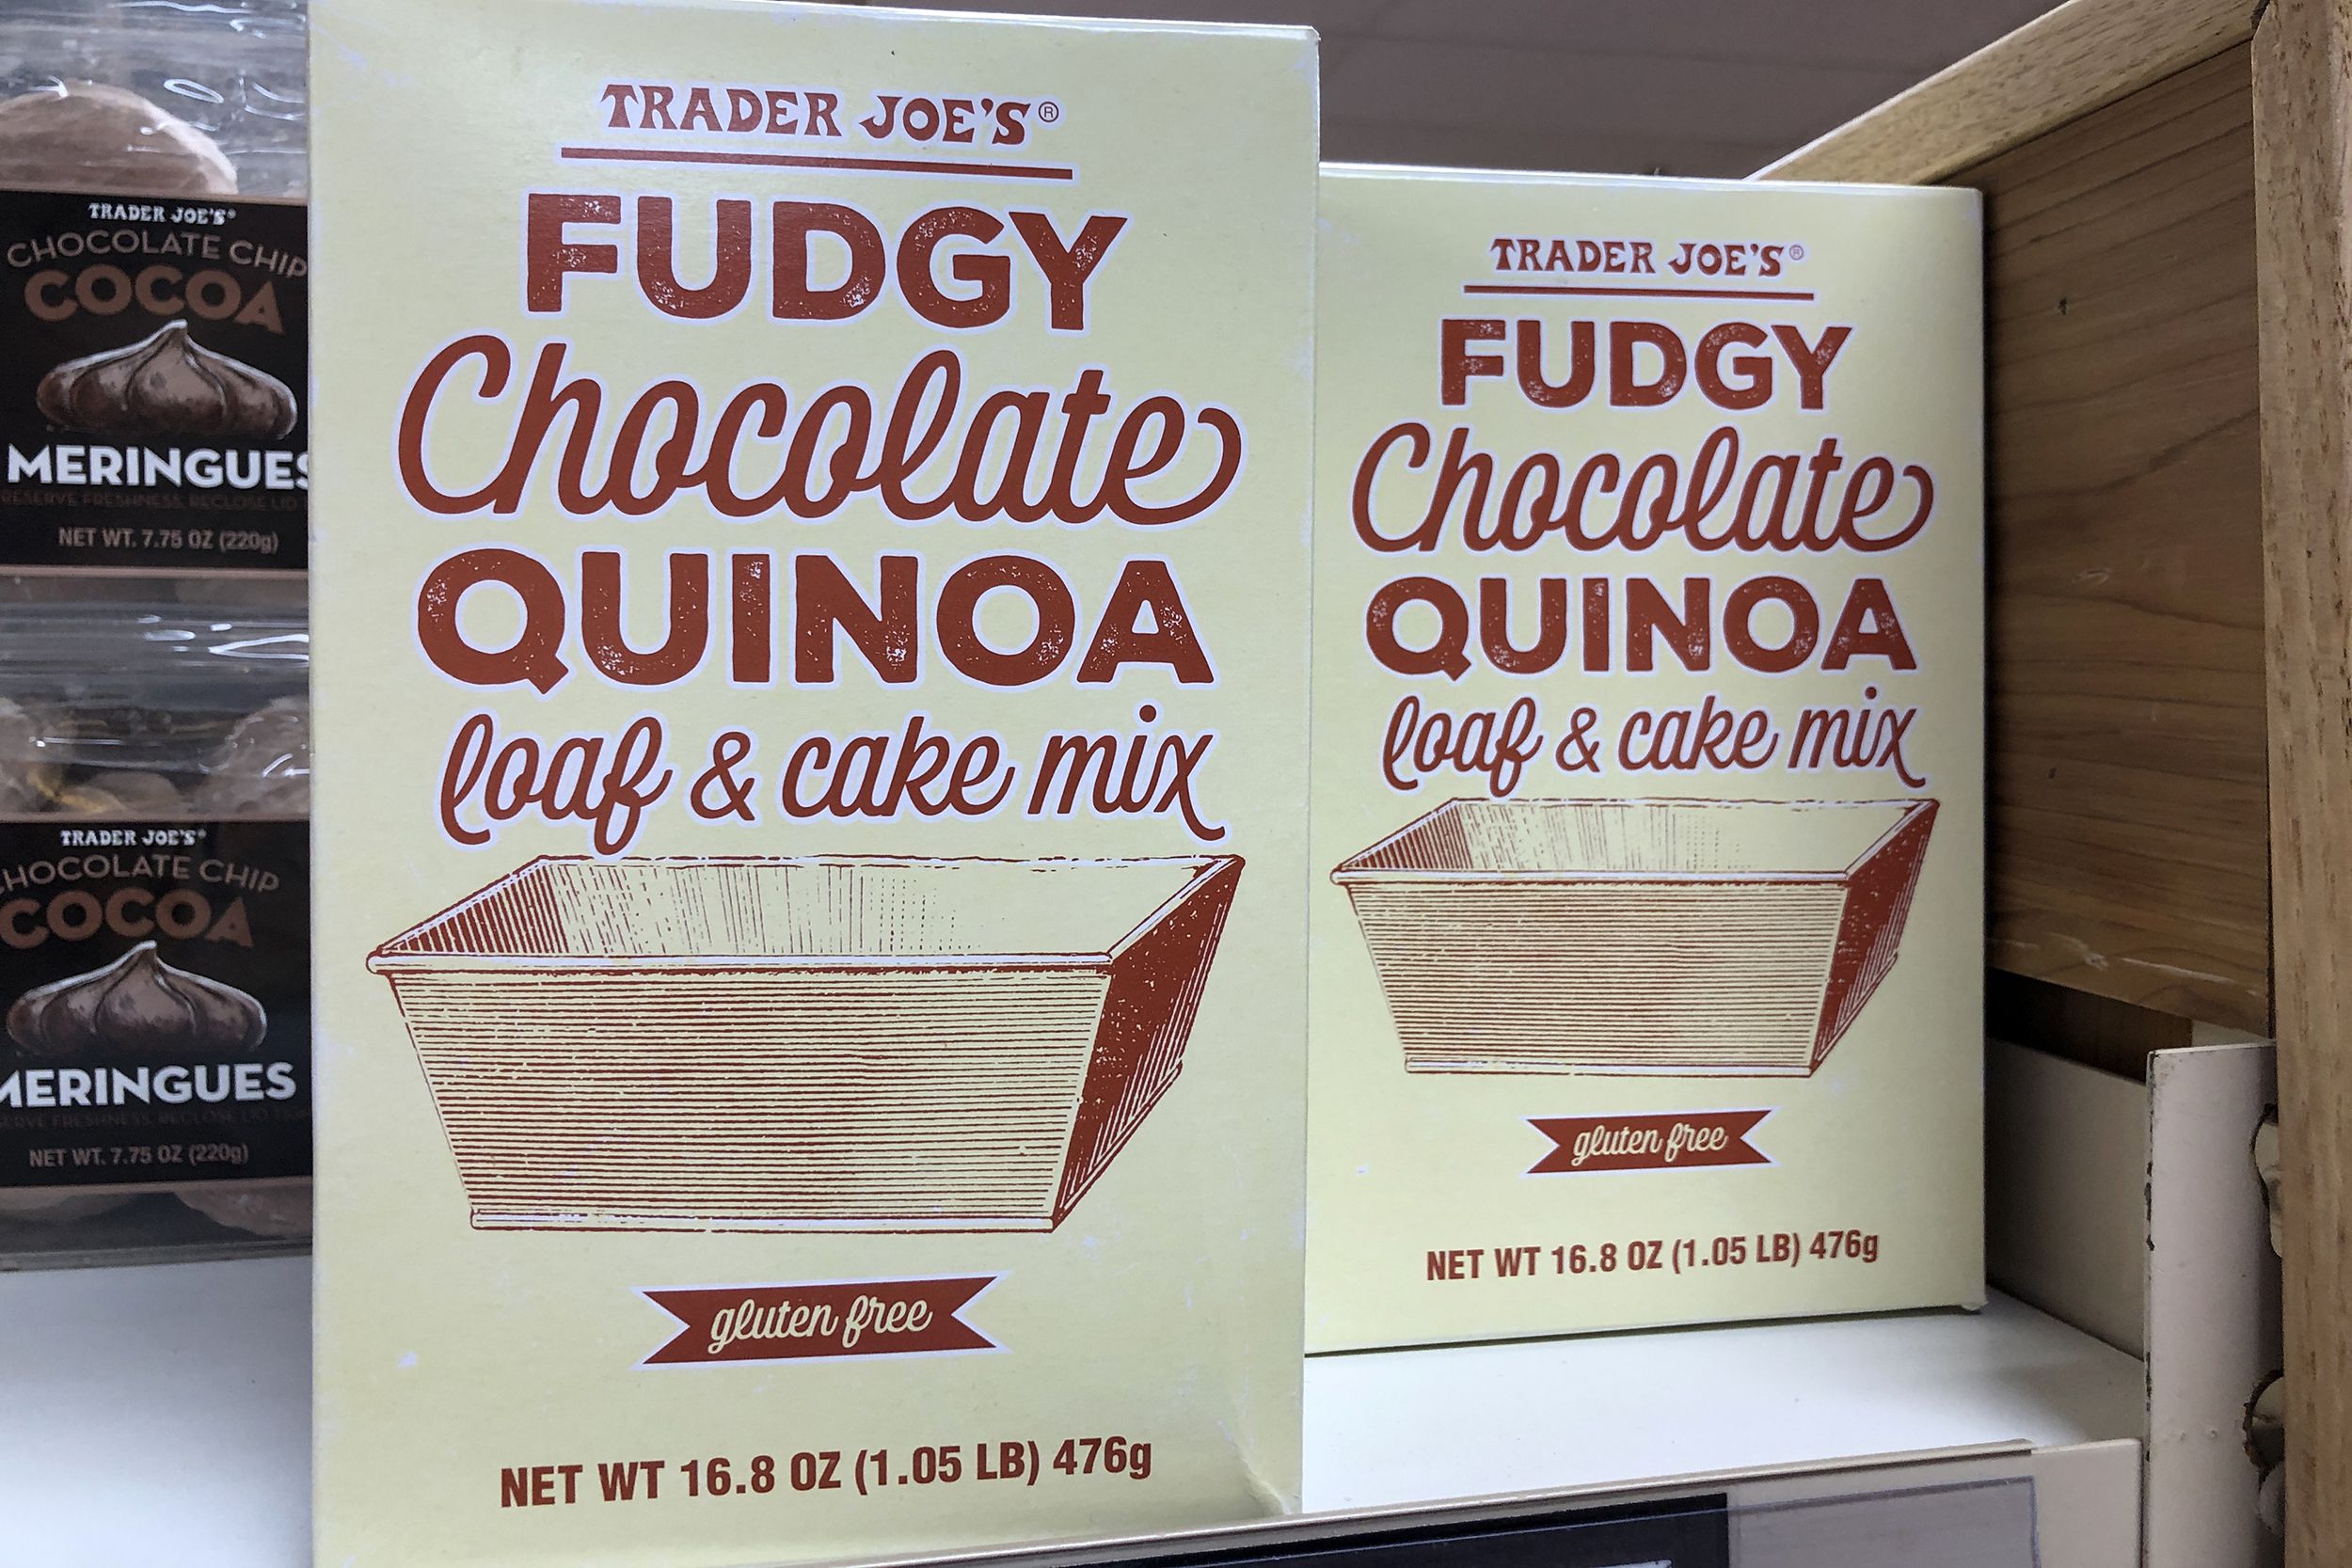 TRADER JOE'S®
CHOCOLATE CHIP
COCOA
MERINGUES
NET WT. 7.75 OZ (220g)
TRADER JOE'S®
CHOCOLATE CHIP
COCOA
MERINGUES
NET WT. 7.75 OZ (220g)
TRADER JOE'S®
FUDGY
Chocolate
QUINOA
loaf & cake mix
gluten free
NET WT 16.8 OZ (1.05 LB) 476g
TRADER JOE'S®
FUDGY
Chocolate
QUINOA
loaf & cake mix
gluten free
NET WT 16.8 OZ (1.05 LB) 476g